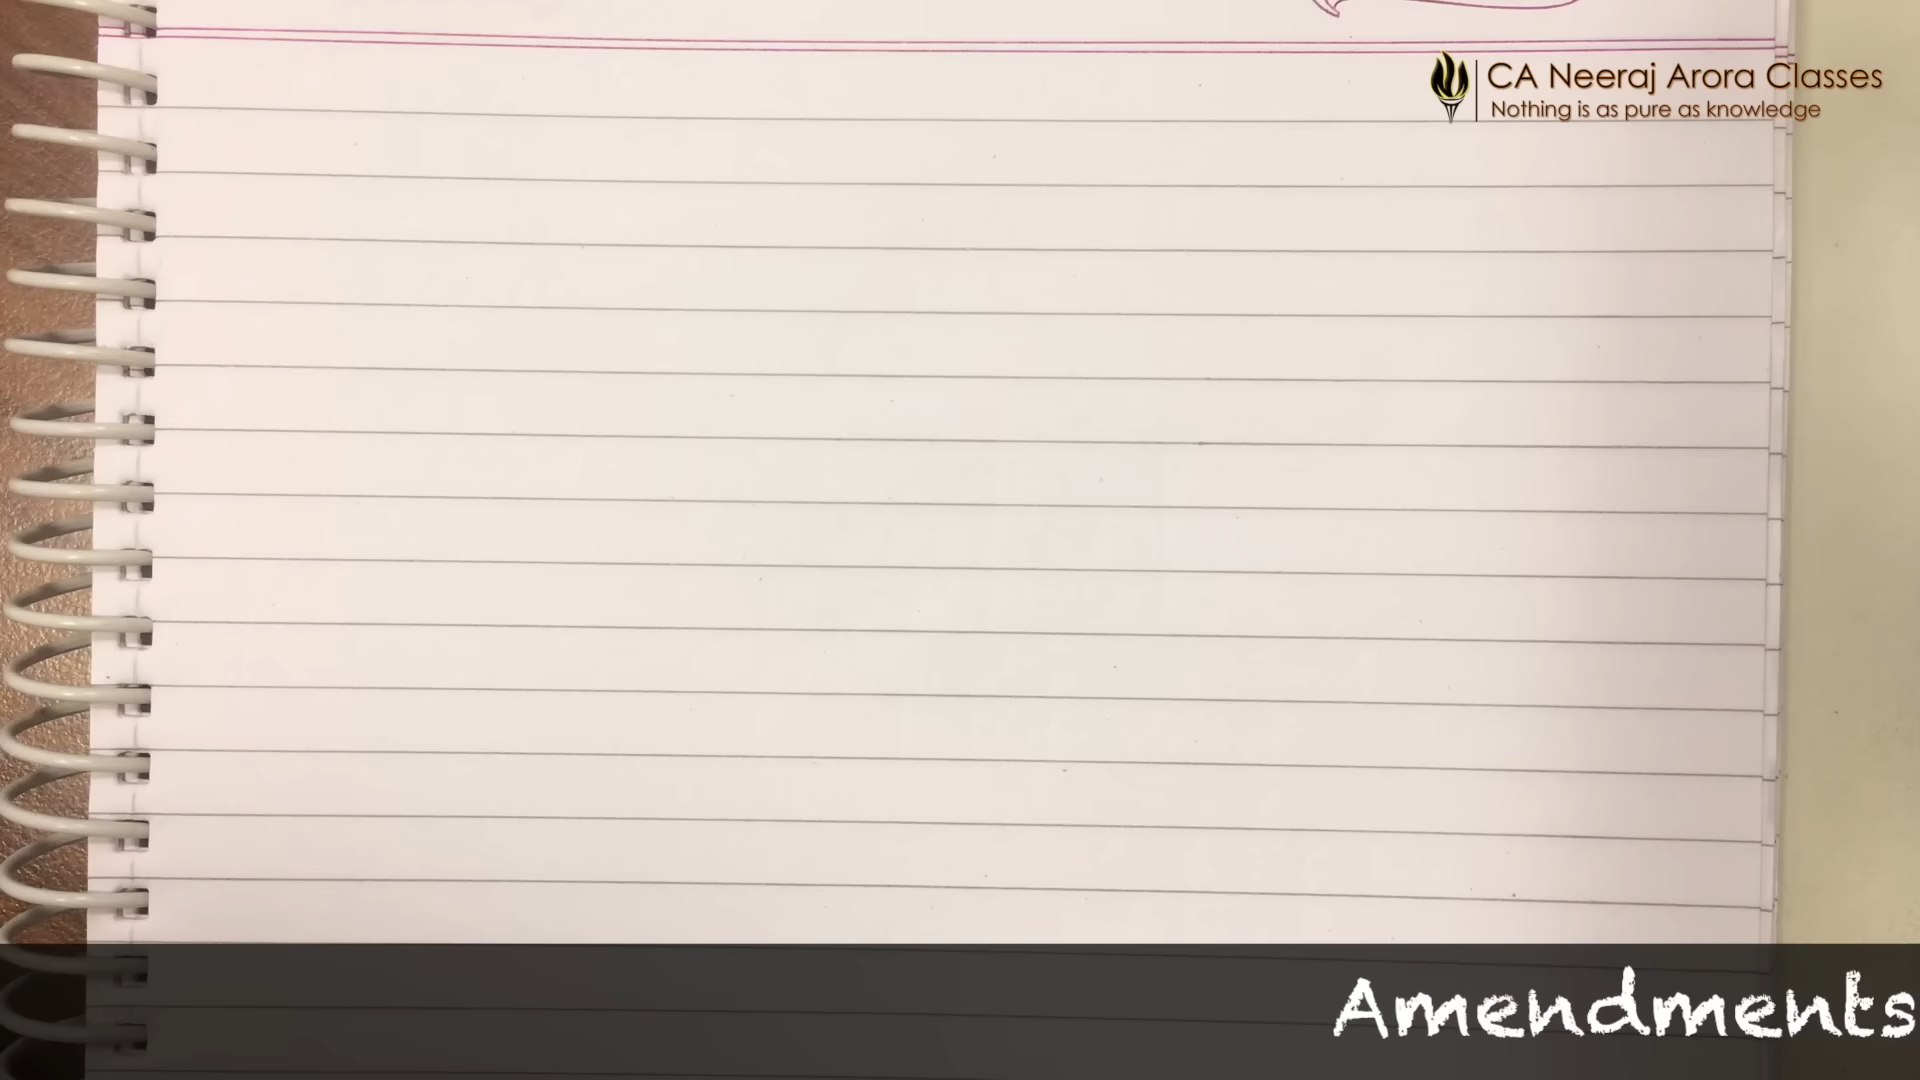 CA Neeraj Arora Classes
Nothing is as pure as knowledge
Amendments